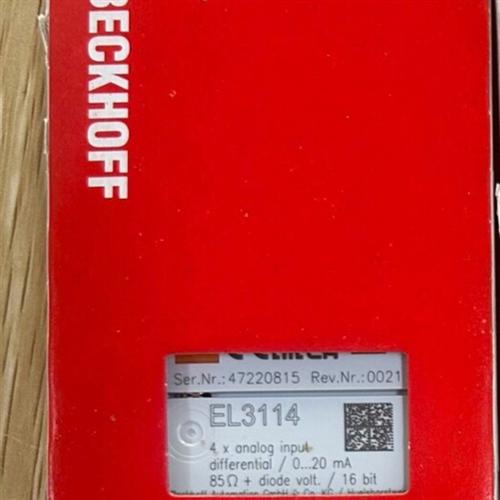 BECKHOFF
Ser.Nr.:47220815 Rev.Nr.:0021
EL3114
4 x analog input
differential / 0...20 mA
85Ω + diode volt. / 16 bit